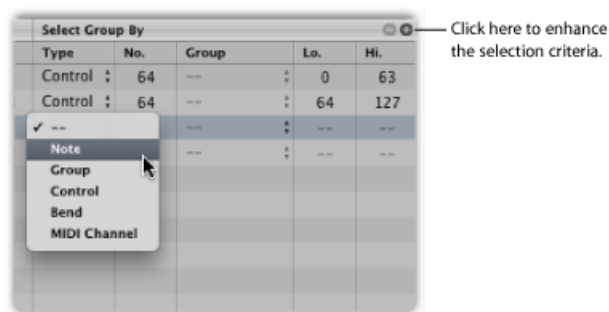 Select Group By
Click here to enhance
the selection criteria.
Type No. Group Lo. Hi.
Control 64 -- 0 63
Control 64 -- 64 127
✓ -- -- -- --
Note -- -- --
Group
Control
Bend
MIDI Channel